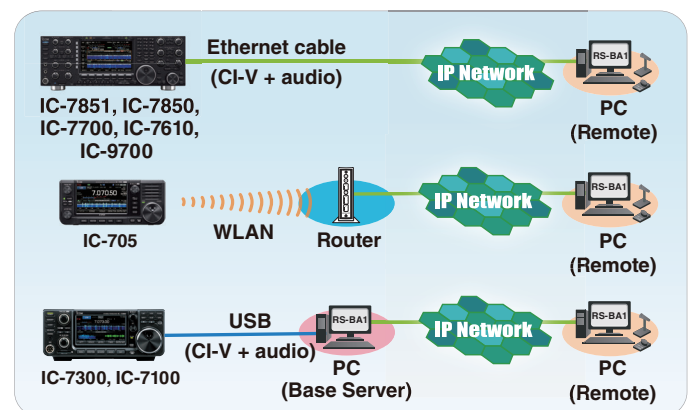 Ethernet cable
(CI-V + audio)
IP Network
RS-BA1
PC
(Remote)
IC-7851, IC-7850,
IC-7700, IC-7610,
IC-9700
7.070.50
IC-705
WLAN
Router
IP Network
RS-BA1
PC
(Remote)
USB
(CI-V + audio)
RS-BA1
PC
(Base Server)
IP Network
RS-BA1
PC
(Remote)
IC-7300, IC-7100